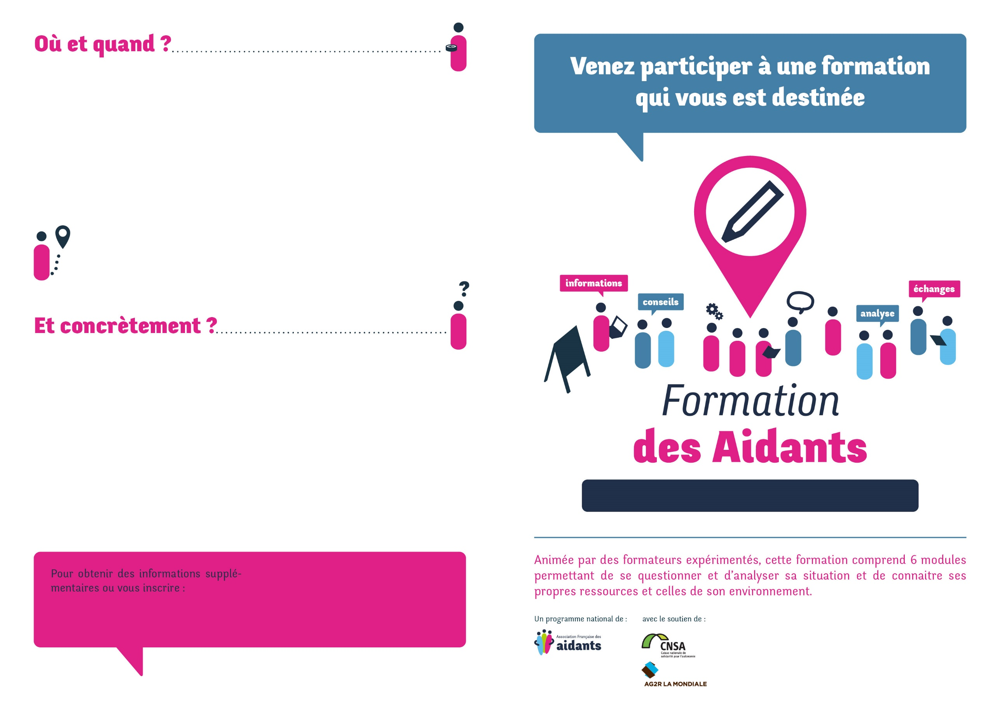 Où et quand ?
Et concrètement ?
?
Pour obtenir des informations supplé-
mentaires ou vous inscrire :
Venez participer à une formation
qui vous est destinée
informations
conseils
analyse
échanges
Formation
des Aidants
Animée par des formateurs expérimentés, cette formation comprend 6 modules
permettant de se questionner et d’analyser sa situation et de connaitre ses
propres ressources et celles de son environnement.
Un programme national de :
avec le soutien de :
Association Française des
aidants
CNSA
Caisse nationale de
solidarité pour l'autonomie
AG2R LA MONDIALE